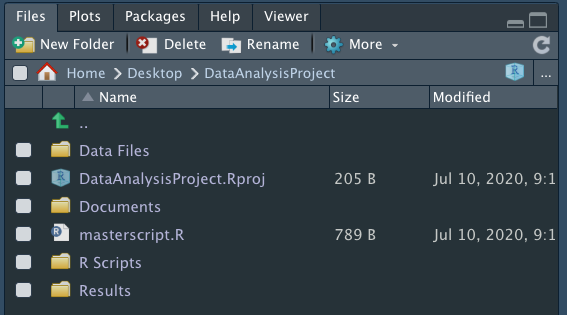 Files Plots Packages Help Viewer
New Folder Delete Rename More
Home Desktop DataAnalysisProject R ...
Name Size Modified
..
Data Files
R DataAnalysisProject.Rproj 205 B Jul 10, 2020, 9:1
Documents
R masterscript.R 789 B Jul 10, 2020, 9:1
R Scripts
Results